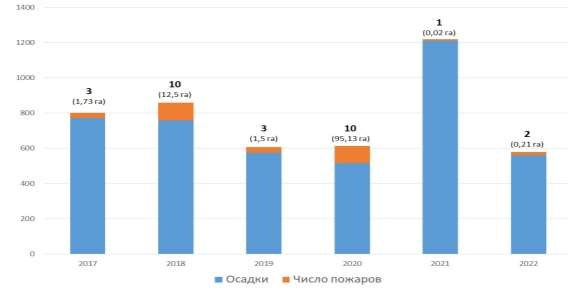 1400
1200
1000
800
600
400
200
0
3
(1,73 га)
10
(12,5 га)
3
(1,5 га)
10
(95,13 га)
1
(0,02 га)
2
(0,21 га)
2017 2018 2019 2020 2021 2022
Осадки Число пожаров